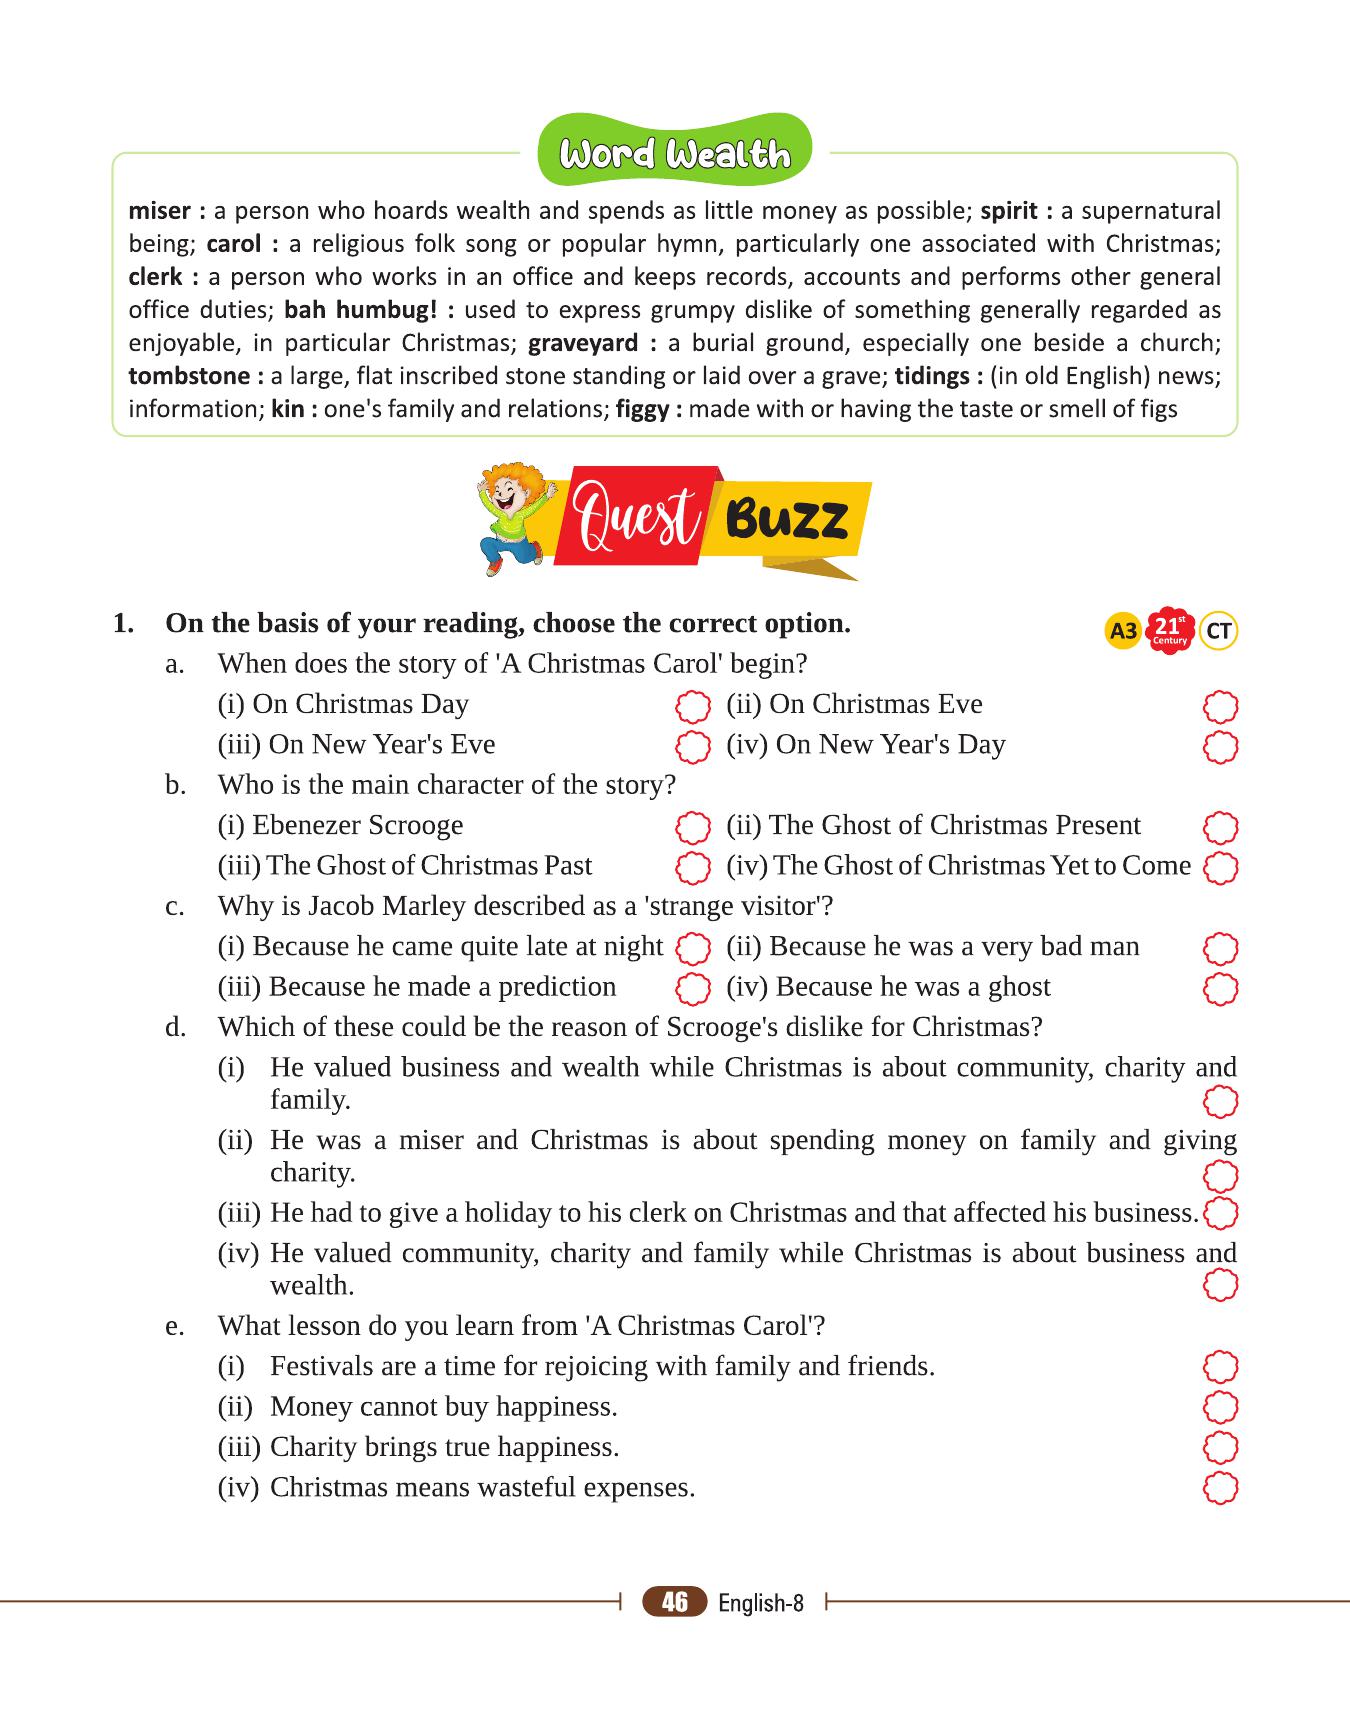 Word Wealth
miser : a person who hoards wealth and spends as little money as possible; spirit : a supernatural
being; carol : a religious folk song or popular hymn, particularly one associated with Christmas;
clerk : a person who works in an office and keeps records, accounts and performs other general
office duties; bah humbug! : used to express grumpy dislike of something generally regarded as
enjoyable, in particular Christmas; graveyard : a burial ground, especially one beside a church;
tombstone : a large, flat inscribed stone standing or laid over a grave; tidings : (in old English) news;
information; kin : one's family and relations; figgy : made with or having the taste or smell of figs
Quest Buzz
1. On the basis of your reading, choose the correct option. A3 21st Century CT
a. When does the story of 'A Christmas Carol' begin?
(i) On Christmas Day (ii) On Christmas Eve
(iii) On New Year's Eve (iv) On New Year's Day
b. Who is the main character of the story?
(i) Ebenezer Scrooge (ii) The Ghost of Christmas Present
(iii) The Ghost of Christmas Past (iv) The Ghost of Christmas Yet to Come
c. Why is Jacob Marley described as a 'strange visitor'?
(i) Because he came quite late at night (ii) Because he was a very bad man
(iii) Because he made a prediction (iv) Because he was a ghost
d. Which of these could be the reason of Scrooge's dislike for Christmas?
(i) He valued business and wealth while Christmas is about community, charity and
family.
(ii) He was a miser and Christmas is about spending money on family and giving
charity.
(iii) He had to give a holiday to his clerk on Christmas and that affected his business.
(iv) He valued community, charity and family while Christmas is about business and
wealth.
e. What lesson do you learn from 'A Christmas Carol'?
(i) Festivals are a time for rejoicing with family and friends.
(ii) Money cannot buy happiness.
(iii) Charity brings true happiness.
(iv) Christmas means wasteful expenses.
46 English-8